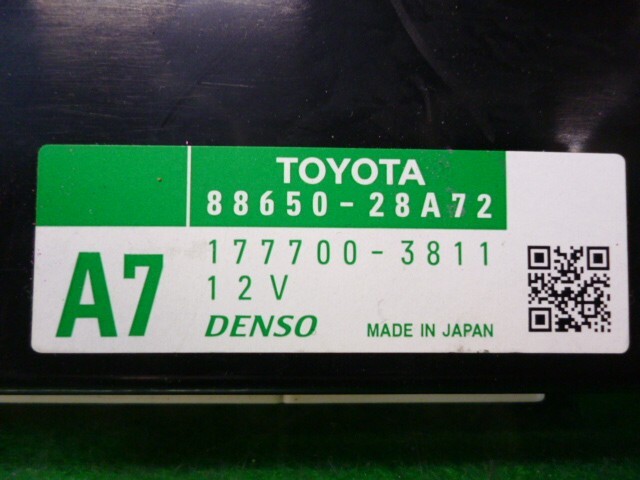 TOYOTA
88650-28A72
A7
177700-3811
12V
DENSO
MADE IN JAPAN